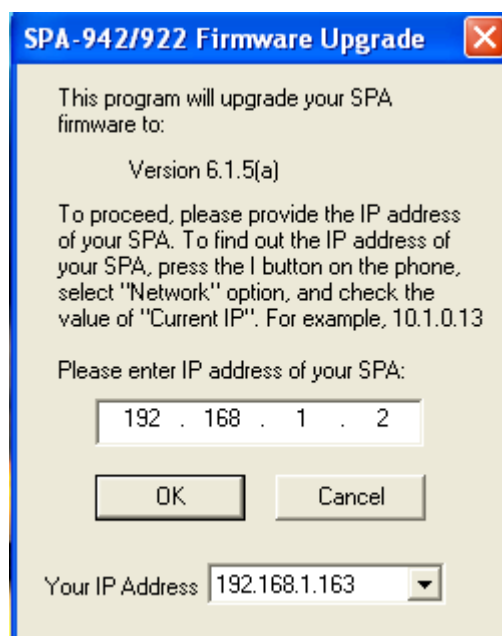 SPA-942/922 Firmware Upgrade
This program will upgrade your SPA
firmware to:
Version 6.1.5(a)
To proceed, please provide the IP address
of your SPA. To find out the IP address of
your SPA, press the I button on the phone,
select "Network" option, and check the
value of "Current IP". For example, 10.1.0.13
Please enter IP address of your SPA:
192 . 168 . 1 . 2
OK Cancel
Your IP Address 192.168.1.163